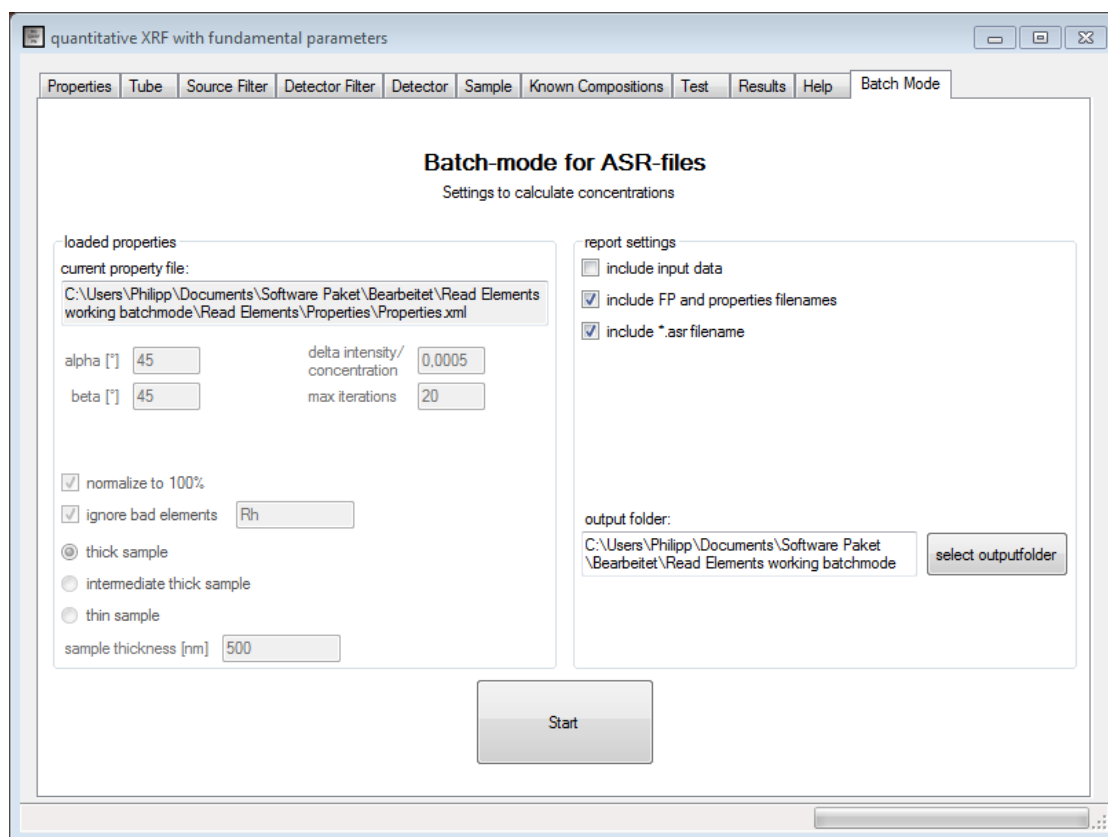 quantitative XRF with fundamental parameters
Properties Tube Source Filter Detector Filter Detector Sample Known Compositions Test Results Help Batch Mode
Batch-mode for ASR-files
Settings to calculate concentrations
loaded properties
current property file:
C:\Users\Philipp\Documents\Software Paket\Bearbeitet\Read Elements
working batchmode\Read Elements\Properties\Properties.xml
alpha [°] 45
delta intensity/
concentration 0,0005
beta [°] 45
max iterations 20
normalize to 100%
ignore bad elements Rh
thick sample
intermediate thick sample
thin sample
sample thickness [nm] 500
report settings
include input data
include FP and properties filenames
include *.asr filename
output folder:
C:\Users\Philipp\Documents\Software Paket
\Bearbeitet\Read Elements working batchmode
select outputfolder
Start